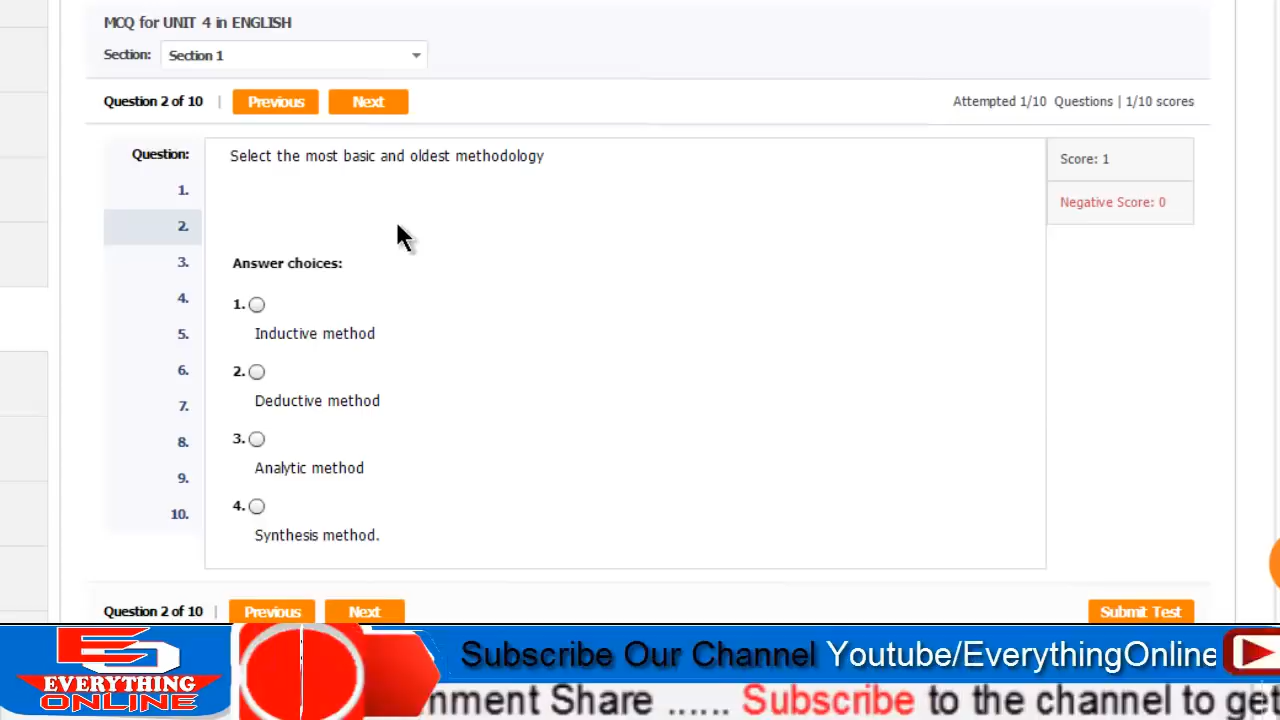 MCQ for UNIT 4 in ENGLISH
Section: Section 1
Question 2 of 10 | Previous Next Attempted 1/10 Questions | 1/10 scores
Question:
1.
2.
3.
4.
5.
6.
7.
8.
9.
10.
Select the most basic and oldest methodology
Answer choices:
1.
Inductive method
2.
Deductive method
3.
Analytic method
4.
Synthesis method.
Score: 1
Negative Score: 0
Question 2 of 10 | Previous Next Submit Test
EVERYTHING
ONLINE
Subscribe Our Channel Youtube/EverythingOnline
nment Share ...... Subscribe to the channel to get